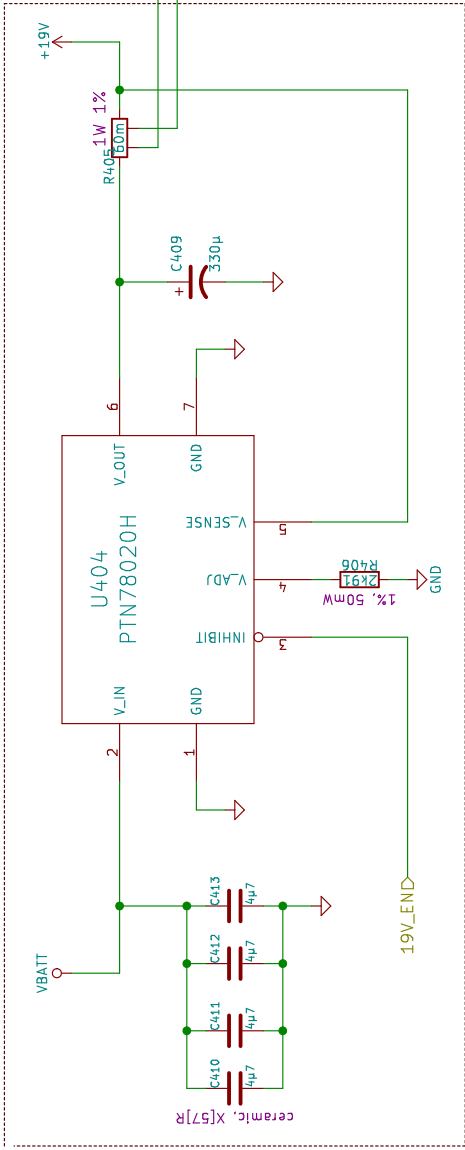 +19V
1W 1%
60m
R405
C409
330µ
+
6
7
V_OUT
GND
V_SENSE
5
U404
PTN78020H
V_ADJ
4
R406
2k91
1%, 50mW
GND
INHIBIT
3
V_IN
GND
2
1
19V_EN
VBATT
C413
4µ7
C412
4µ7
C411
4µ7
C410
4µ7
ceramic, X[57]R